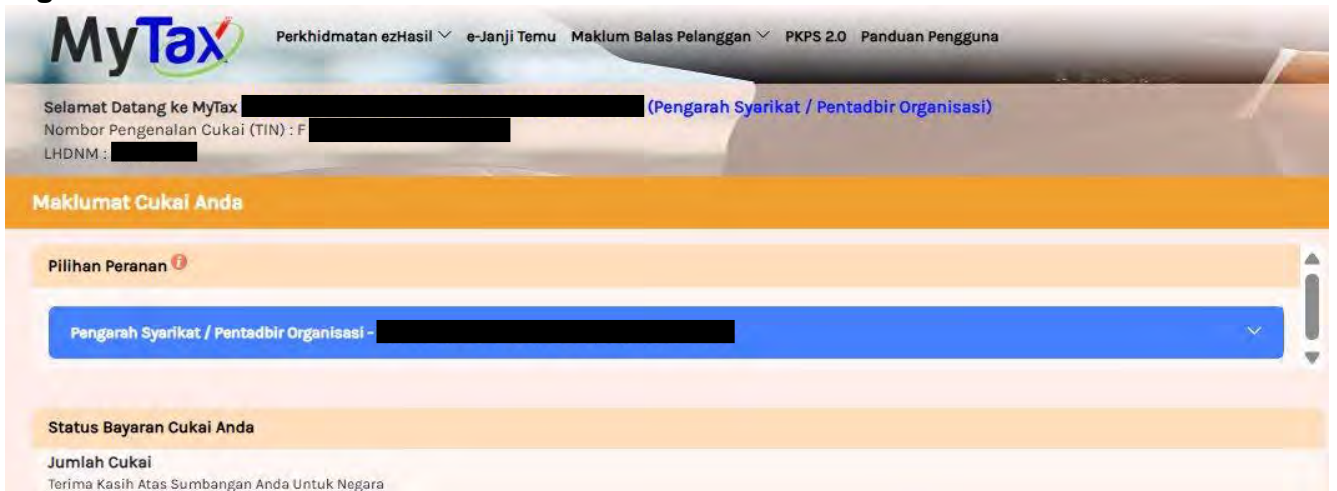 MyTax
Perkhidmatan ezHasil e-Janji Temu Maklum Balas Pelanggan PKPS 2.0 Panduan Pengguna
Selamat Datang ke MyTax (Pengarah Syarikat / Pentadbir Organisasi)
Nombor Pengenalan Cukai (TIN) : F
LHDNM :
Maklumat Cukai Anda
Pilihan Peranan
Pengarah Syarikat / Pentadbir Organisasi -
Status Bayaran Cukai Anda
Jumlah Cukai
Terima Kasih Atas Sumbangan Anda Untuk Negara